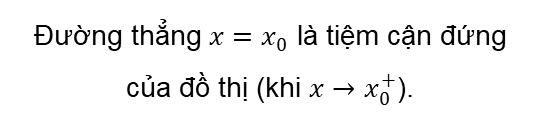 Đường thẳng 𝑥 = 𝑥₀ là tiệm cận đứng
của đồ thị (khi 𝑥 → 𝑥₀⁺).